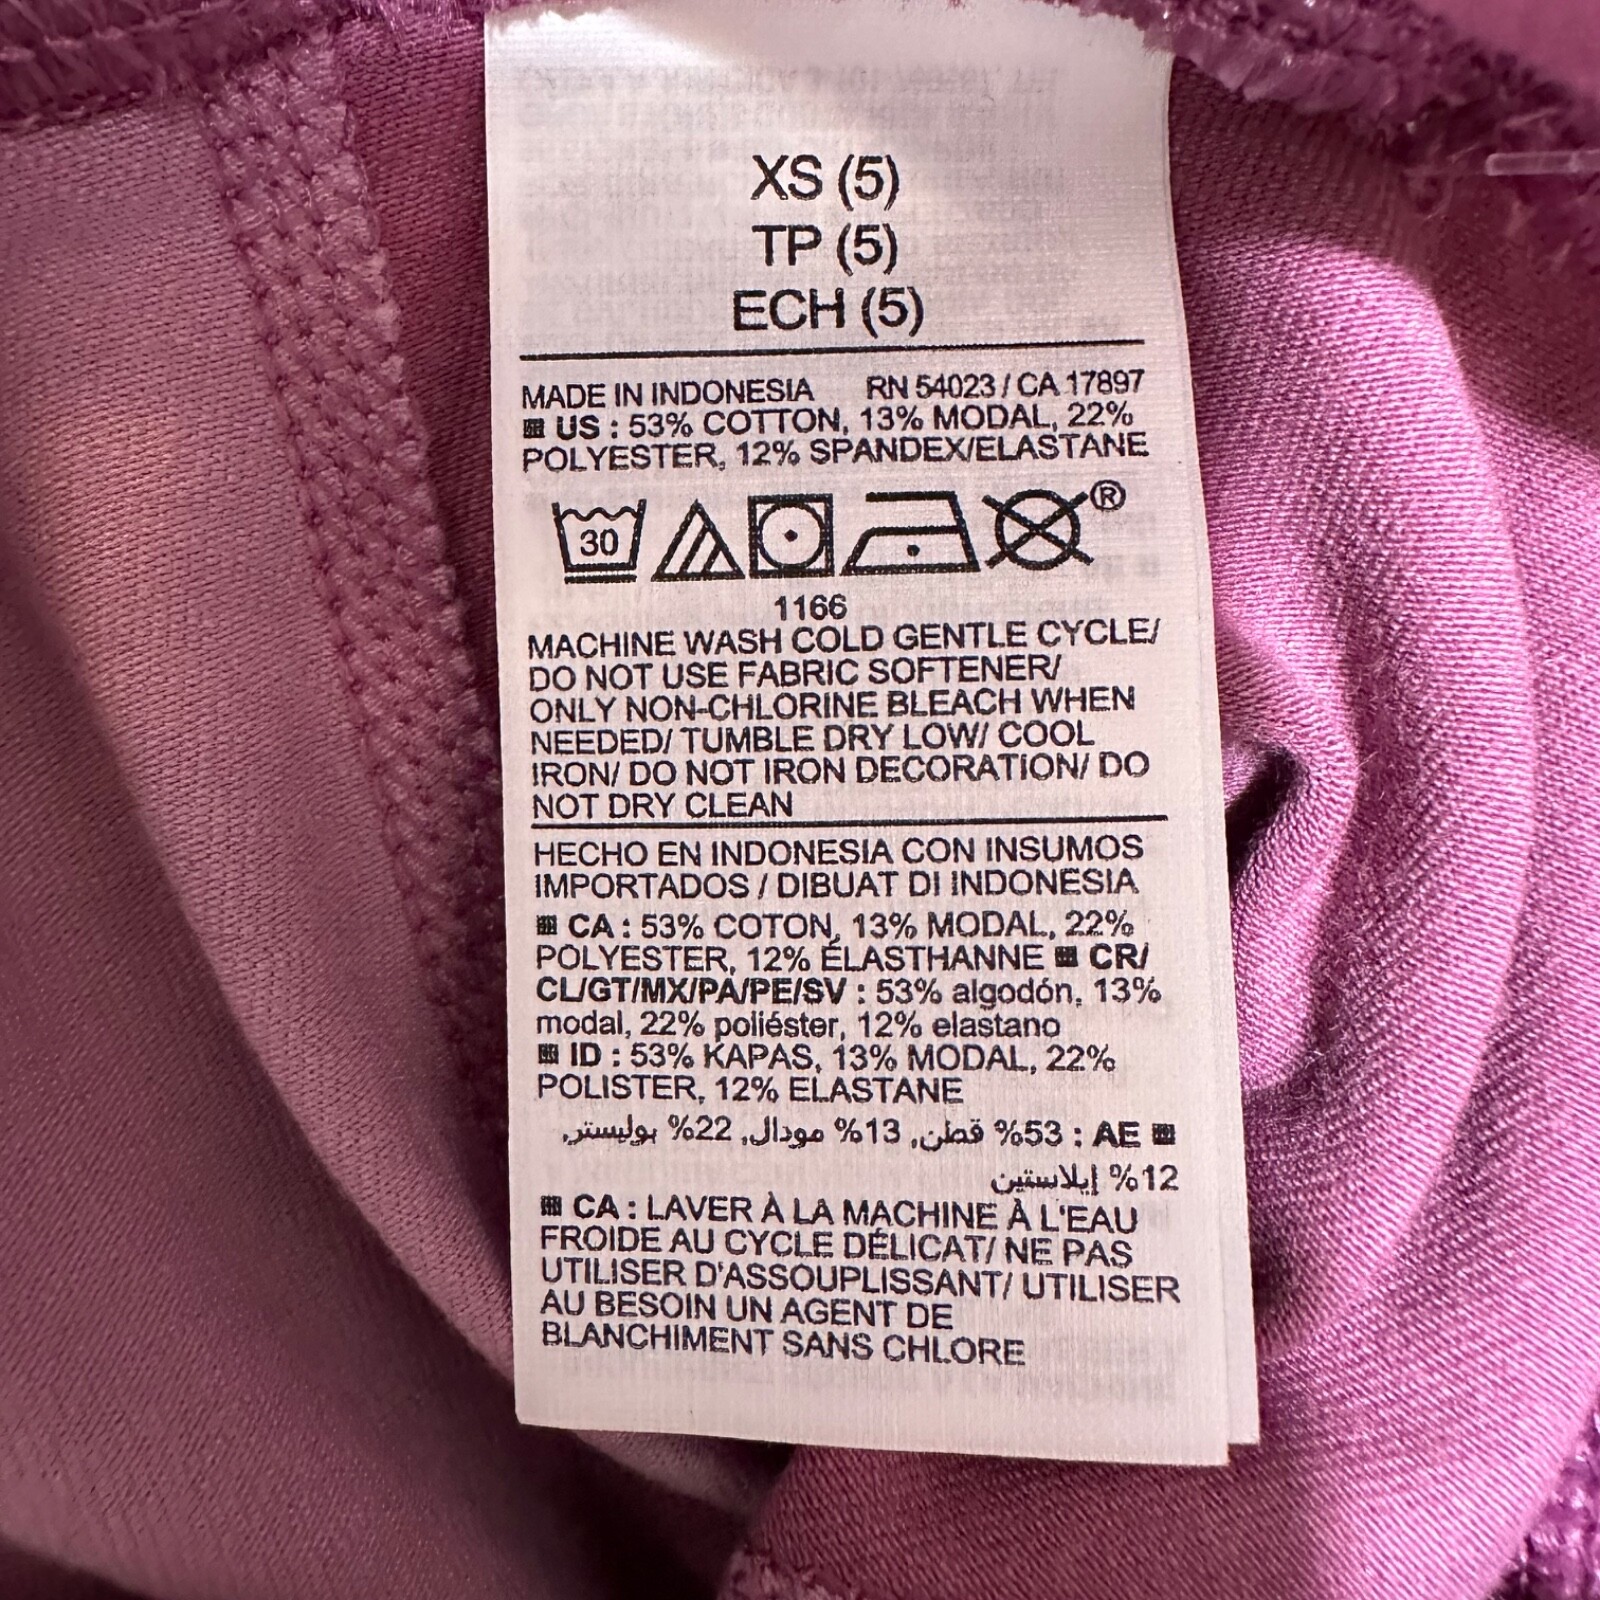 XS (5)
TP (5)
ECH (5)
MADE IN INDONESIA RN 54023 / CA 17897
US : 53% COTTON, 13% MODAL, 22%
POLYESTER, 12% SPANDEX/ELASTANE
30 ®
1166
MACHINE WASH COLD GENTLE CYCLE/
DO NOT USE FABRIC SOFTENER/
ONLY NON-CHLORINE BLEACH WHEN
NEEDED/ TUMBLE DRY LOW/ COOL
IRON/ DO NOT IRON DECORATION/ DO
NOT DRY CLEAN
HECHO EN INDONESIA CON INSUMOS
IMPORTADOS / DIBUAT DI INDONESIA
CA : 53% COTON, 13% MODAL, 22%
POLYESTER, 12% ÉLASTHANNE CR/
CL/GT/MX/PA/PE/SV : 53% algodón, 13%
modal, 22% poliéster, 12% elastano
ID : 53% KAPAS, 13% MODAL, 22%
POLISTER, 12% ELASTANE
AE : 53% قطن, 13% مودال, 22% بوليستر,
12% إيلاستين
CA : LAVER À LA MACHINE À L'EAU
FROIDE AU CYCLE DÉLICAT/ NE PAS
UTILISER D'ASSOUPLISSANT/ UTILISER
AU BESOIN UN AGENT DE
BLANCHIMENT SANS CHLORE